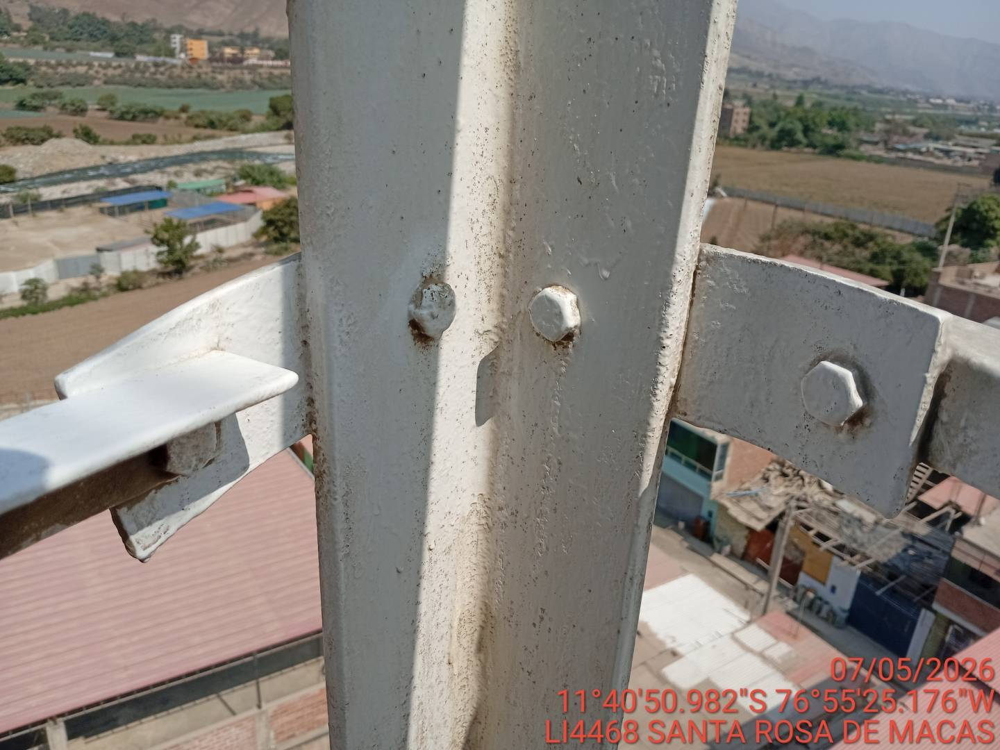 07/05/2026
11°40'50.982"S 76°55'25.176"W
LI4468 SANTA ROSA DE MACAS